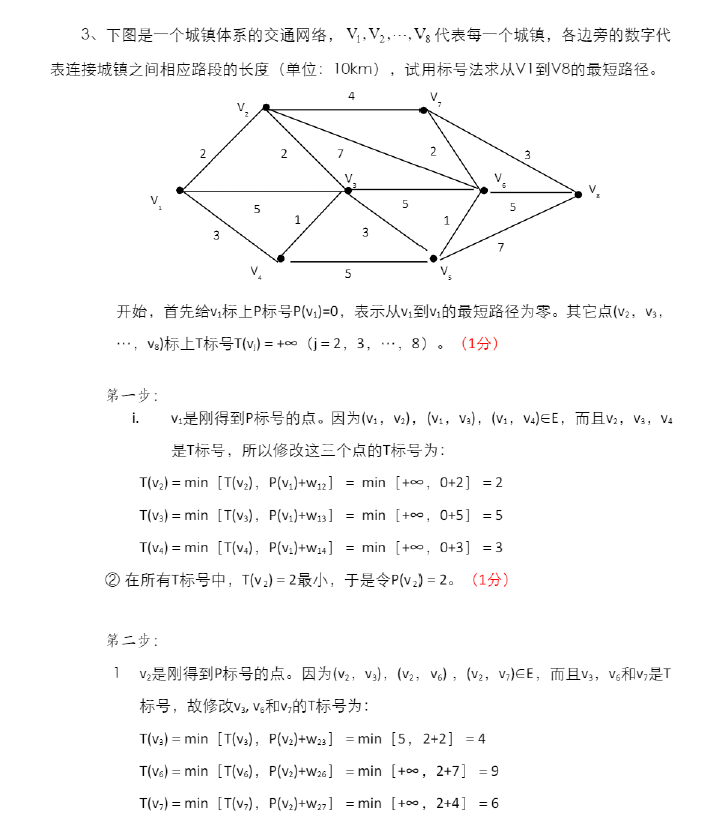 3、下图是一个城镇体系的交通网络， V₁,V₂,⋯,V₈ 代表每一个城镇，各边旁的数字代
表连接城镇之间相应路段的长度（单位：10km），试用标号法求从V1到V8的最短路径。
4
V₂
V₇
2
2
7
2
3
V₃
V₆
V₁
V₈
5
5
5
1
1
3
3
7
V₄
5
V₅
开始，首先给v₁标上P标号P(v₁)=0，表示从v₁到v₁的最短路径为零。其它点(v₂，v₃，
⋯，v₈)标上T标号T(vⱼ) = +∞（j = 2，3，⋯，8）。（1分）
第一步：
i. v₁是刚得到P标号的点。因为(v₁，v₂)，(v₁，v₃)，(v₁，v₄)∈E，而且v₂，v₃，v₄
是T标号，所以修改这三个点的T标号为：
T(v₂) = min［T(v₂)，P(v₁)+w₁₂］ = min［+∞，0+2］ = 2
T(v₃) = min［T(v₃)，P(v₁)+w₁₃］ = min［+∞，0+5］ = 5
T(v₄) = min［T(v₄)，P(v₁)+w₁₄］ = min［+∞，0+3］ = 3
② 在所有T标号中，T(v₂) = 2最小，于是令P(v₂) = 2。（1分）
第二步：
1 v₂是刚得到P标号的点。因为(v₂，v₃)，(v₂，v₆)，(v₂，v₇)∈E，而且v₃，v₆和v₇是T
标号，故修改v₃, v₆和v₇的T标号为：
T(v₃) = min［T(v₃)，P(v₂)+w₂₃］ = min［5，2+2］ = 4
T(v₆) = min［T(v₆)，P(v₂)+w₂₆］ = min［+∞，2+7］ = 9
T(v₇) = min［T(v₇)，P(v₂)+w₂₇］ = min［+∞，2+4］ = 6